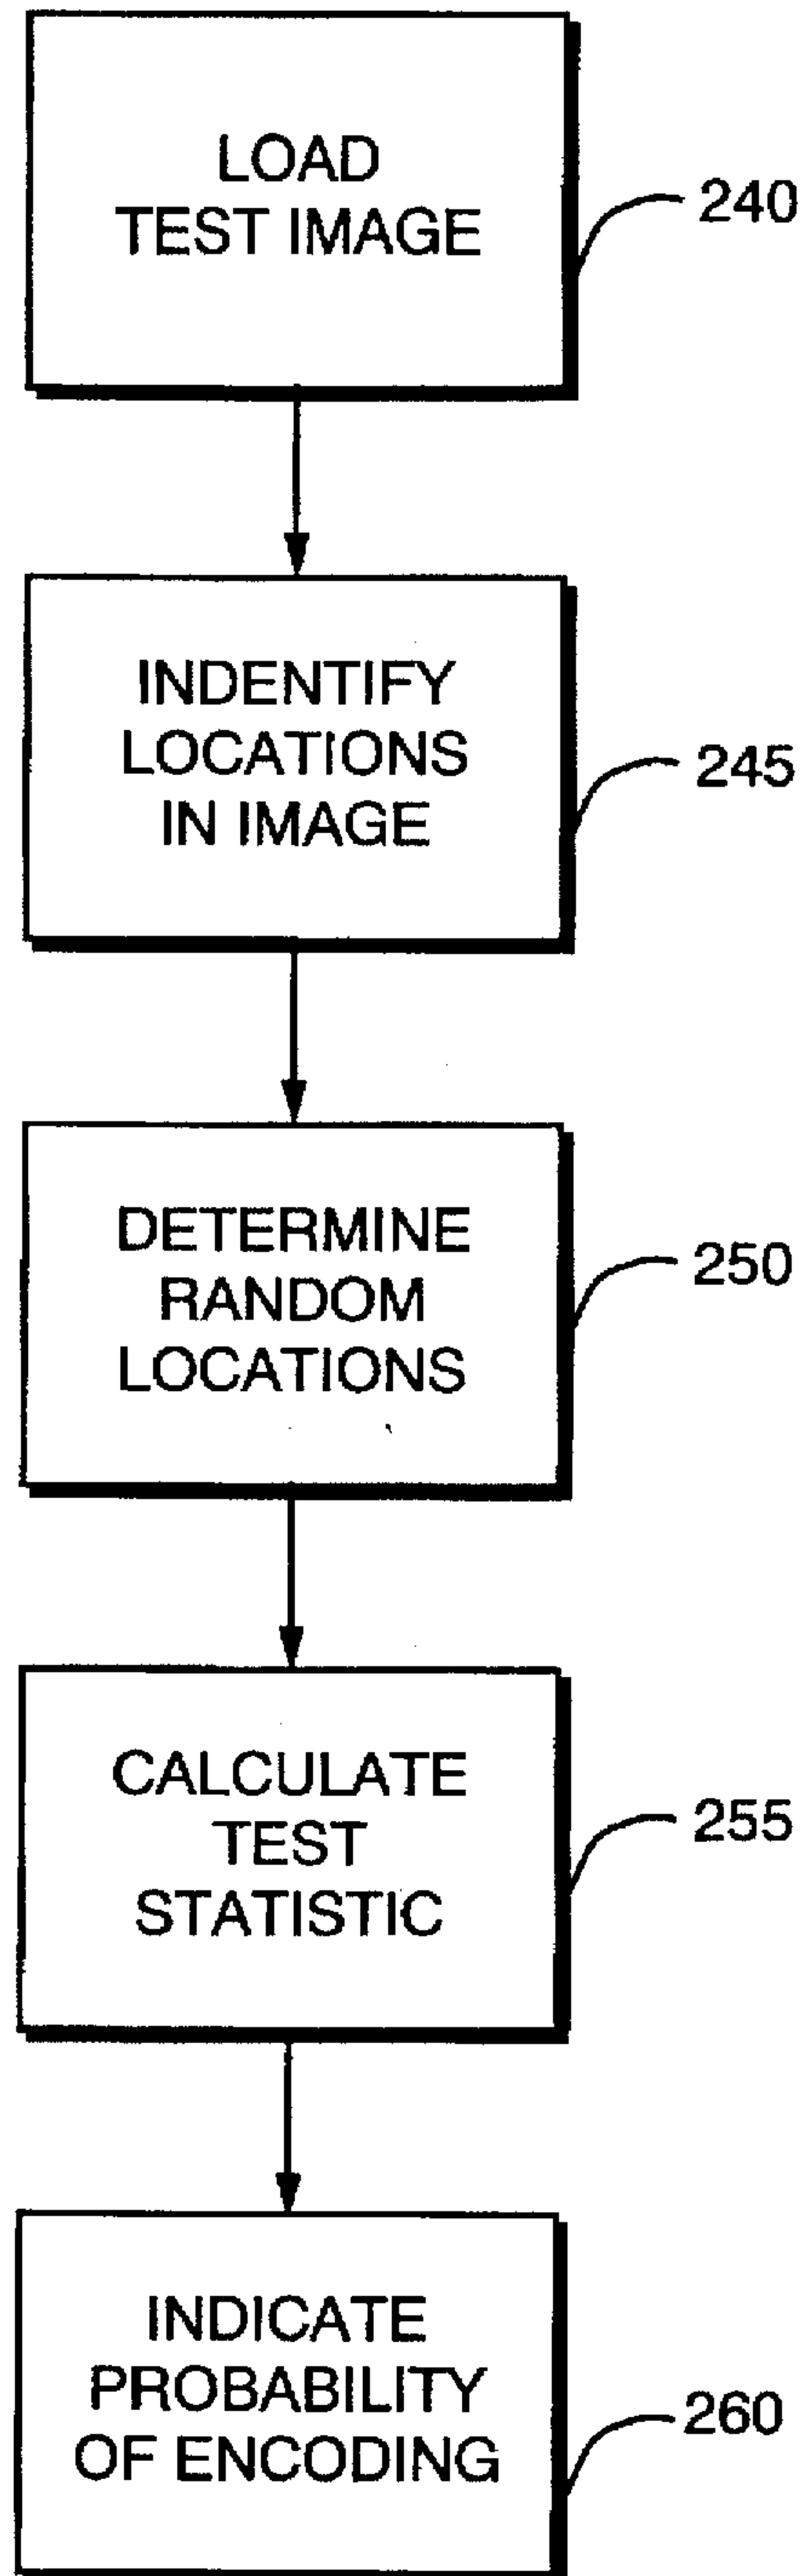 LOAD
TEST IMAGE
240
INDENTIFY
LOCATIONS
IN IMAGE
245
DETERMINE
RANDOM
LOCATIONS
250
CALCULATE
TEST
STATISTIC
255
INDICATE
PROBABILITY
OF ENCODING
260